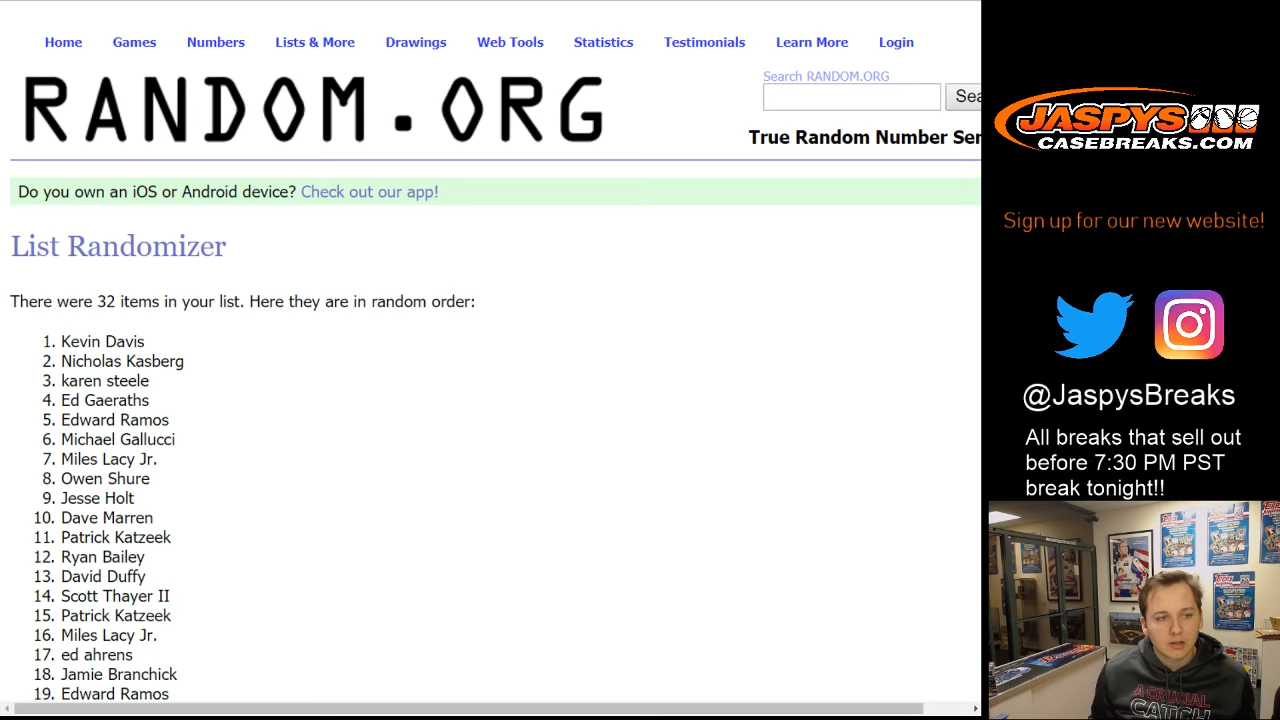 Home Games Numbers Lists & More Drawings Web Tools Statistics Testimonials Learn More Login
RANDOM.ORG
Search RANDOM.ORG
Sea
True Random Number Ser
Do you own an iOS or Android device? Check out our app!
List Randomizer
There were 32 items in your list. Here they are in random order:
1. Kevin Davis
2. Nicholas Kasberg
3. karen steele
4. Ed Gaeraths
5. Edward Ramos
6. Michael Gallucci
7. Miles Lacy Jr.
8. Owen Shure
9. Jesse Holt
10. Dave Marren
11. Patrick Katzeek
12. Ryan Bailey
13. David Duffy
14. Scott Thayer II
15. Patrick Katzeek
16. Miles Lacy Jr.
17. ed ahrens
18. Jamie Branchick
19. Edward Ramos
JASPYS
CASEBREAKS.COM
Sign up for our new website!
@JaspysBreaks
All breaks that sell out
before 7:30 PM PST
break tonight!!
A CRUCIAL
CATCH